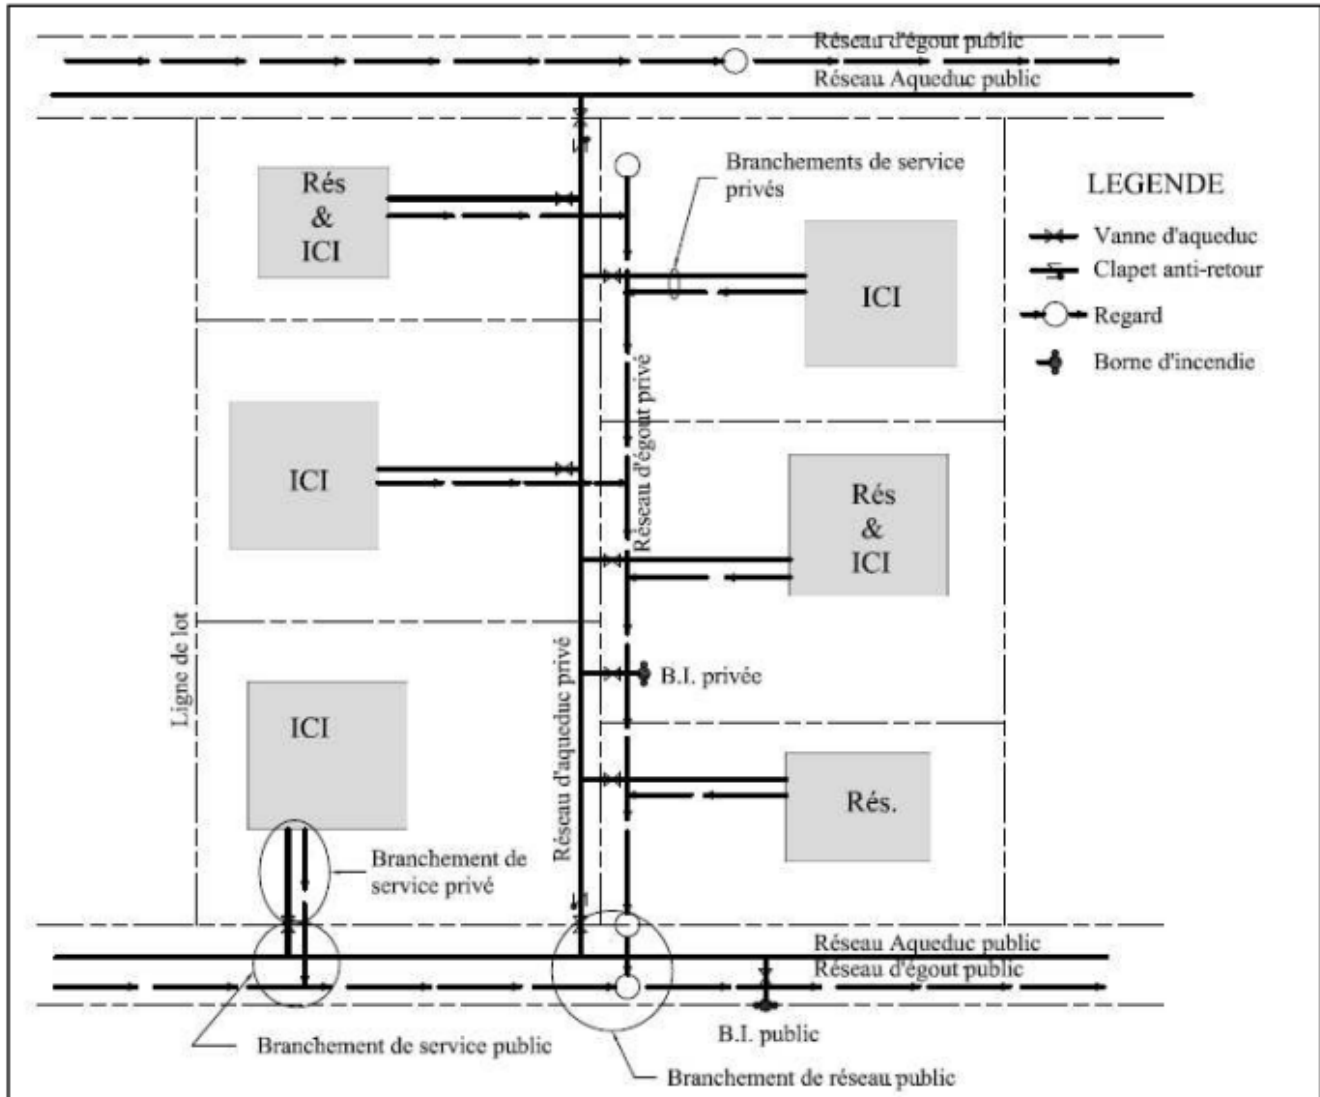 Réseau d'égout public
Réseau Aqueduc public
Branchements de service
privés
LEGENDE
Vanne d'aqueduc
Clapet anti-retour
Regard
Borne d'incendie
Rés
&
ICI
ICI
ICI
Rés
&
ICI
Réseau d'égout privé
Ligne de lot
Réseau d'aqueduc privé
B.I. privée
ICI
Rés.
Branchement de
service privé
Réseau Aqueduc public
Réseau d'égout public
B.I. public
Branchement de service public
Branchement de réseau public